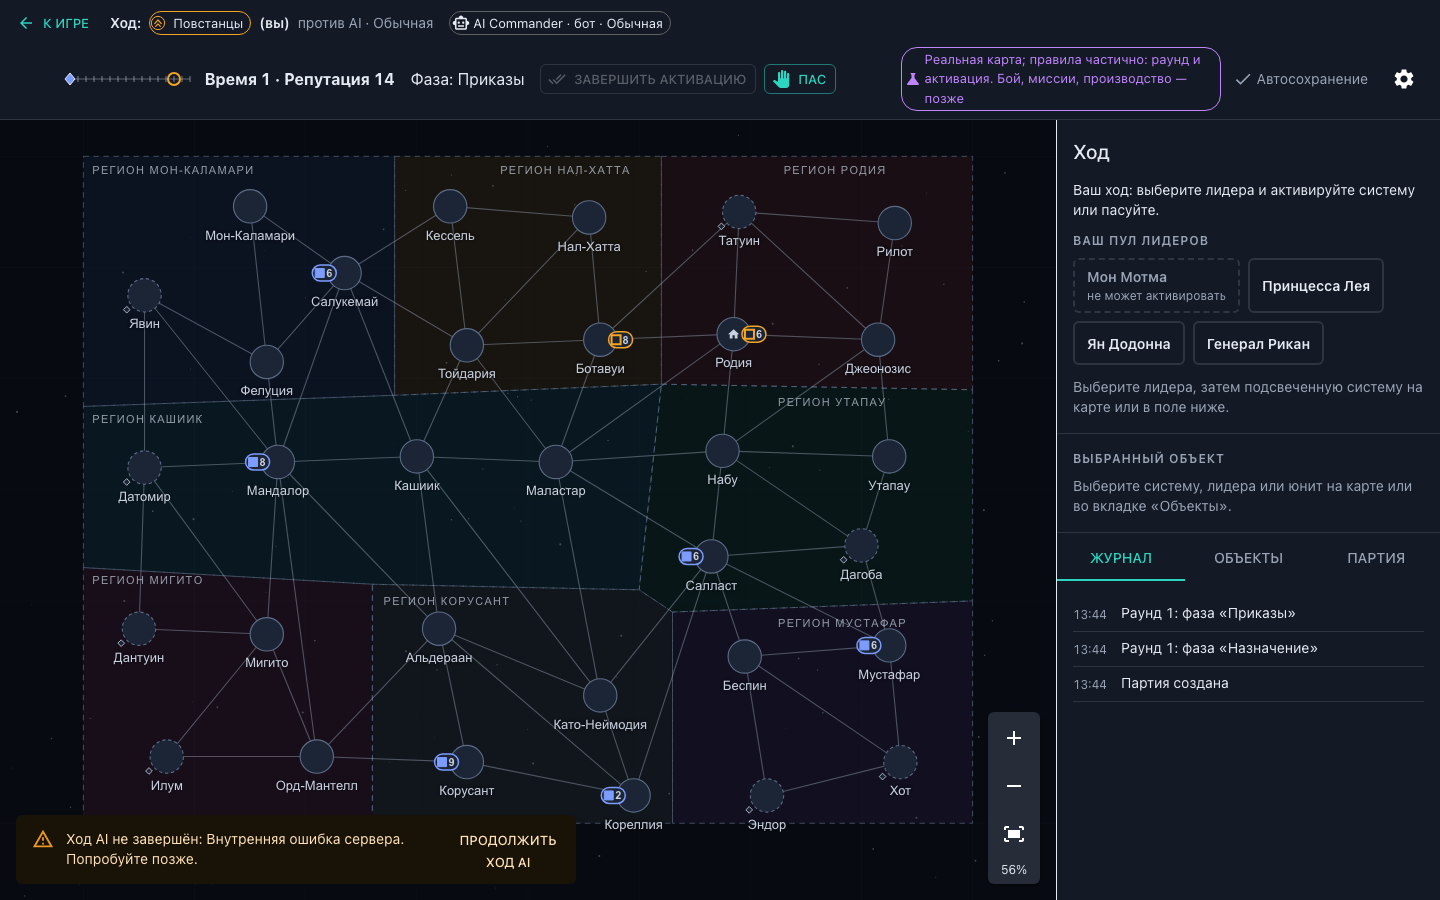 К ИГРЕ
Ход:
Повстанцы
(вы)
против AI · Обычная
AI Commander · бот · Обычная
Время 1 · Репутация 14
Фаза: Приказы
ЗАВЕРШИТЬ АКТИВАЦИЮ
ПАС
Реальная карта; правила частично: раунд и
активация. Бой, миссии, производство —
позже
Автосохранение
РЕГИОН МОН-КАЛАМАРИ
РЕГИОН НАЛ-ХАТТА
РЕГИОН РОДИЯ
Мон-Каламари
Кессель
Нал-Хатта
Татуин
Рилот
6
Салукемай
Явин
Фелуция
Тойдария
8
Ботавуи
6
Родия
Джеонозис
РЕГИОН КАШИИК
РЕГИОН УТАПАУ
Датомир
8
Мандалор
Кашиик
Маластар
Набу
Утапау
6
Салласт
Дагоба
РЕГИОН МИГИТО
РЕГИОН КОРУСАНТ
РЕГИОН МУСТАФАР
Дантуин
Мигито
Альдераан
Беспин
6
Мустафар
Като-Неймодия
Илум
Орд-Мантелл
9
Корусант
2
Кореллия
Эндор
Хот
Ход AI не завершён: Внутренняя ошибка сервера.
Попробуйте позже.
ПРОДОЛЖИТЬ
ХОД AI
56%
Ход
Ваш ход: выберите лидера и активируйте систему
или пасуйте.
ВАШ ПУЛ ЛИДЕРОВ
Мон Мотма
не может активировать
Принцесса Лея
Ян Додонна
Генерал Рикан
Выберите лидера, затем подсвеченную систему на
карте или в поле ниже.
ВЫБРАННЫЙ ОБЪЕКТ
Выберите систему, лидера или юнит на карте или
во вкладке «Объекты».
ЖУРНАЛ
ОБЪЕКТЫ
ПАРТИЯ
13:44 Раунд 1: фаза «Приказы»
13:44 Раунд 1: фаза «Назначение»
13:44 Партия создана